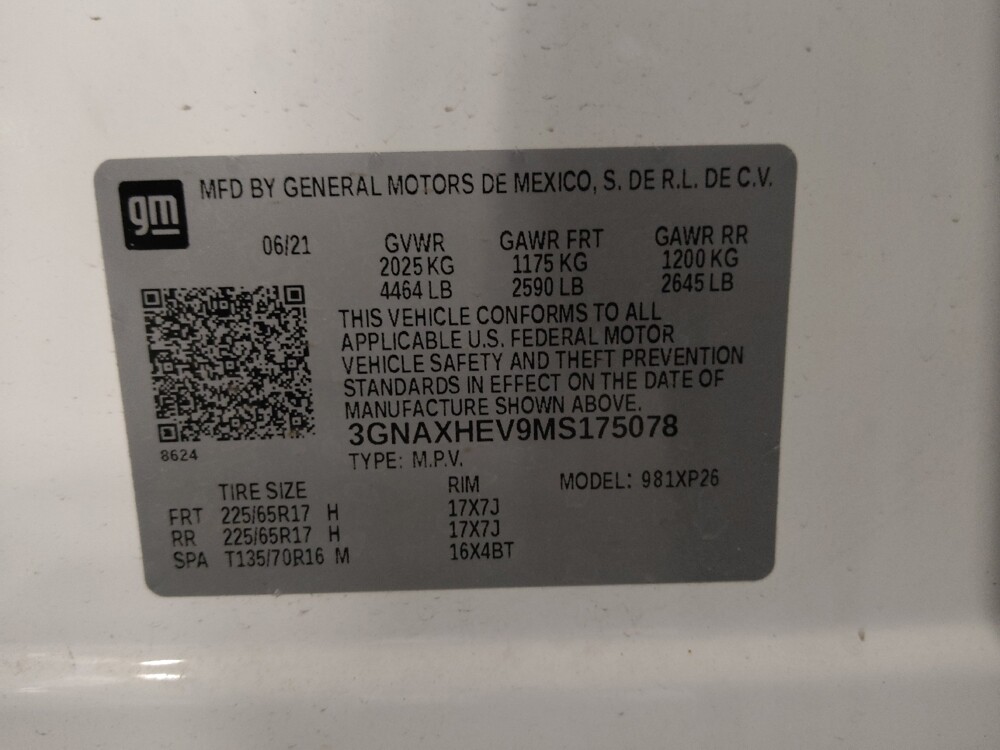 gm
MFD BY GENERAL MOTORS DE MEXICO, S. DE R.L. DE C.V.
06/21 GVWR GAWR FRT GAWR RR
2025 KG 1175 KG 1200 KG
4464 LB 2590 LB 2645 LB
THIS VEHICLE CONFORMS TO ALL
APPLICABLE U.S. FEDERAL MOTOR
VEHICLE SAFETY AND THEFT PREVENTION
STANDARDS IN EFFECT ON THE DATE OF
MANUFACTURE SHOWN ABOVE.
3GNAXHEV9MS175078
8624
TYPE: M.P.V.
TIRE SIZE RIM MODEL: 981XP26
FRT 225/65R17 H 17X7J
RR 225/65R17 H 17X7J
SPA T135/70R16 M 16X4BT